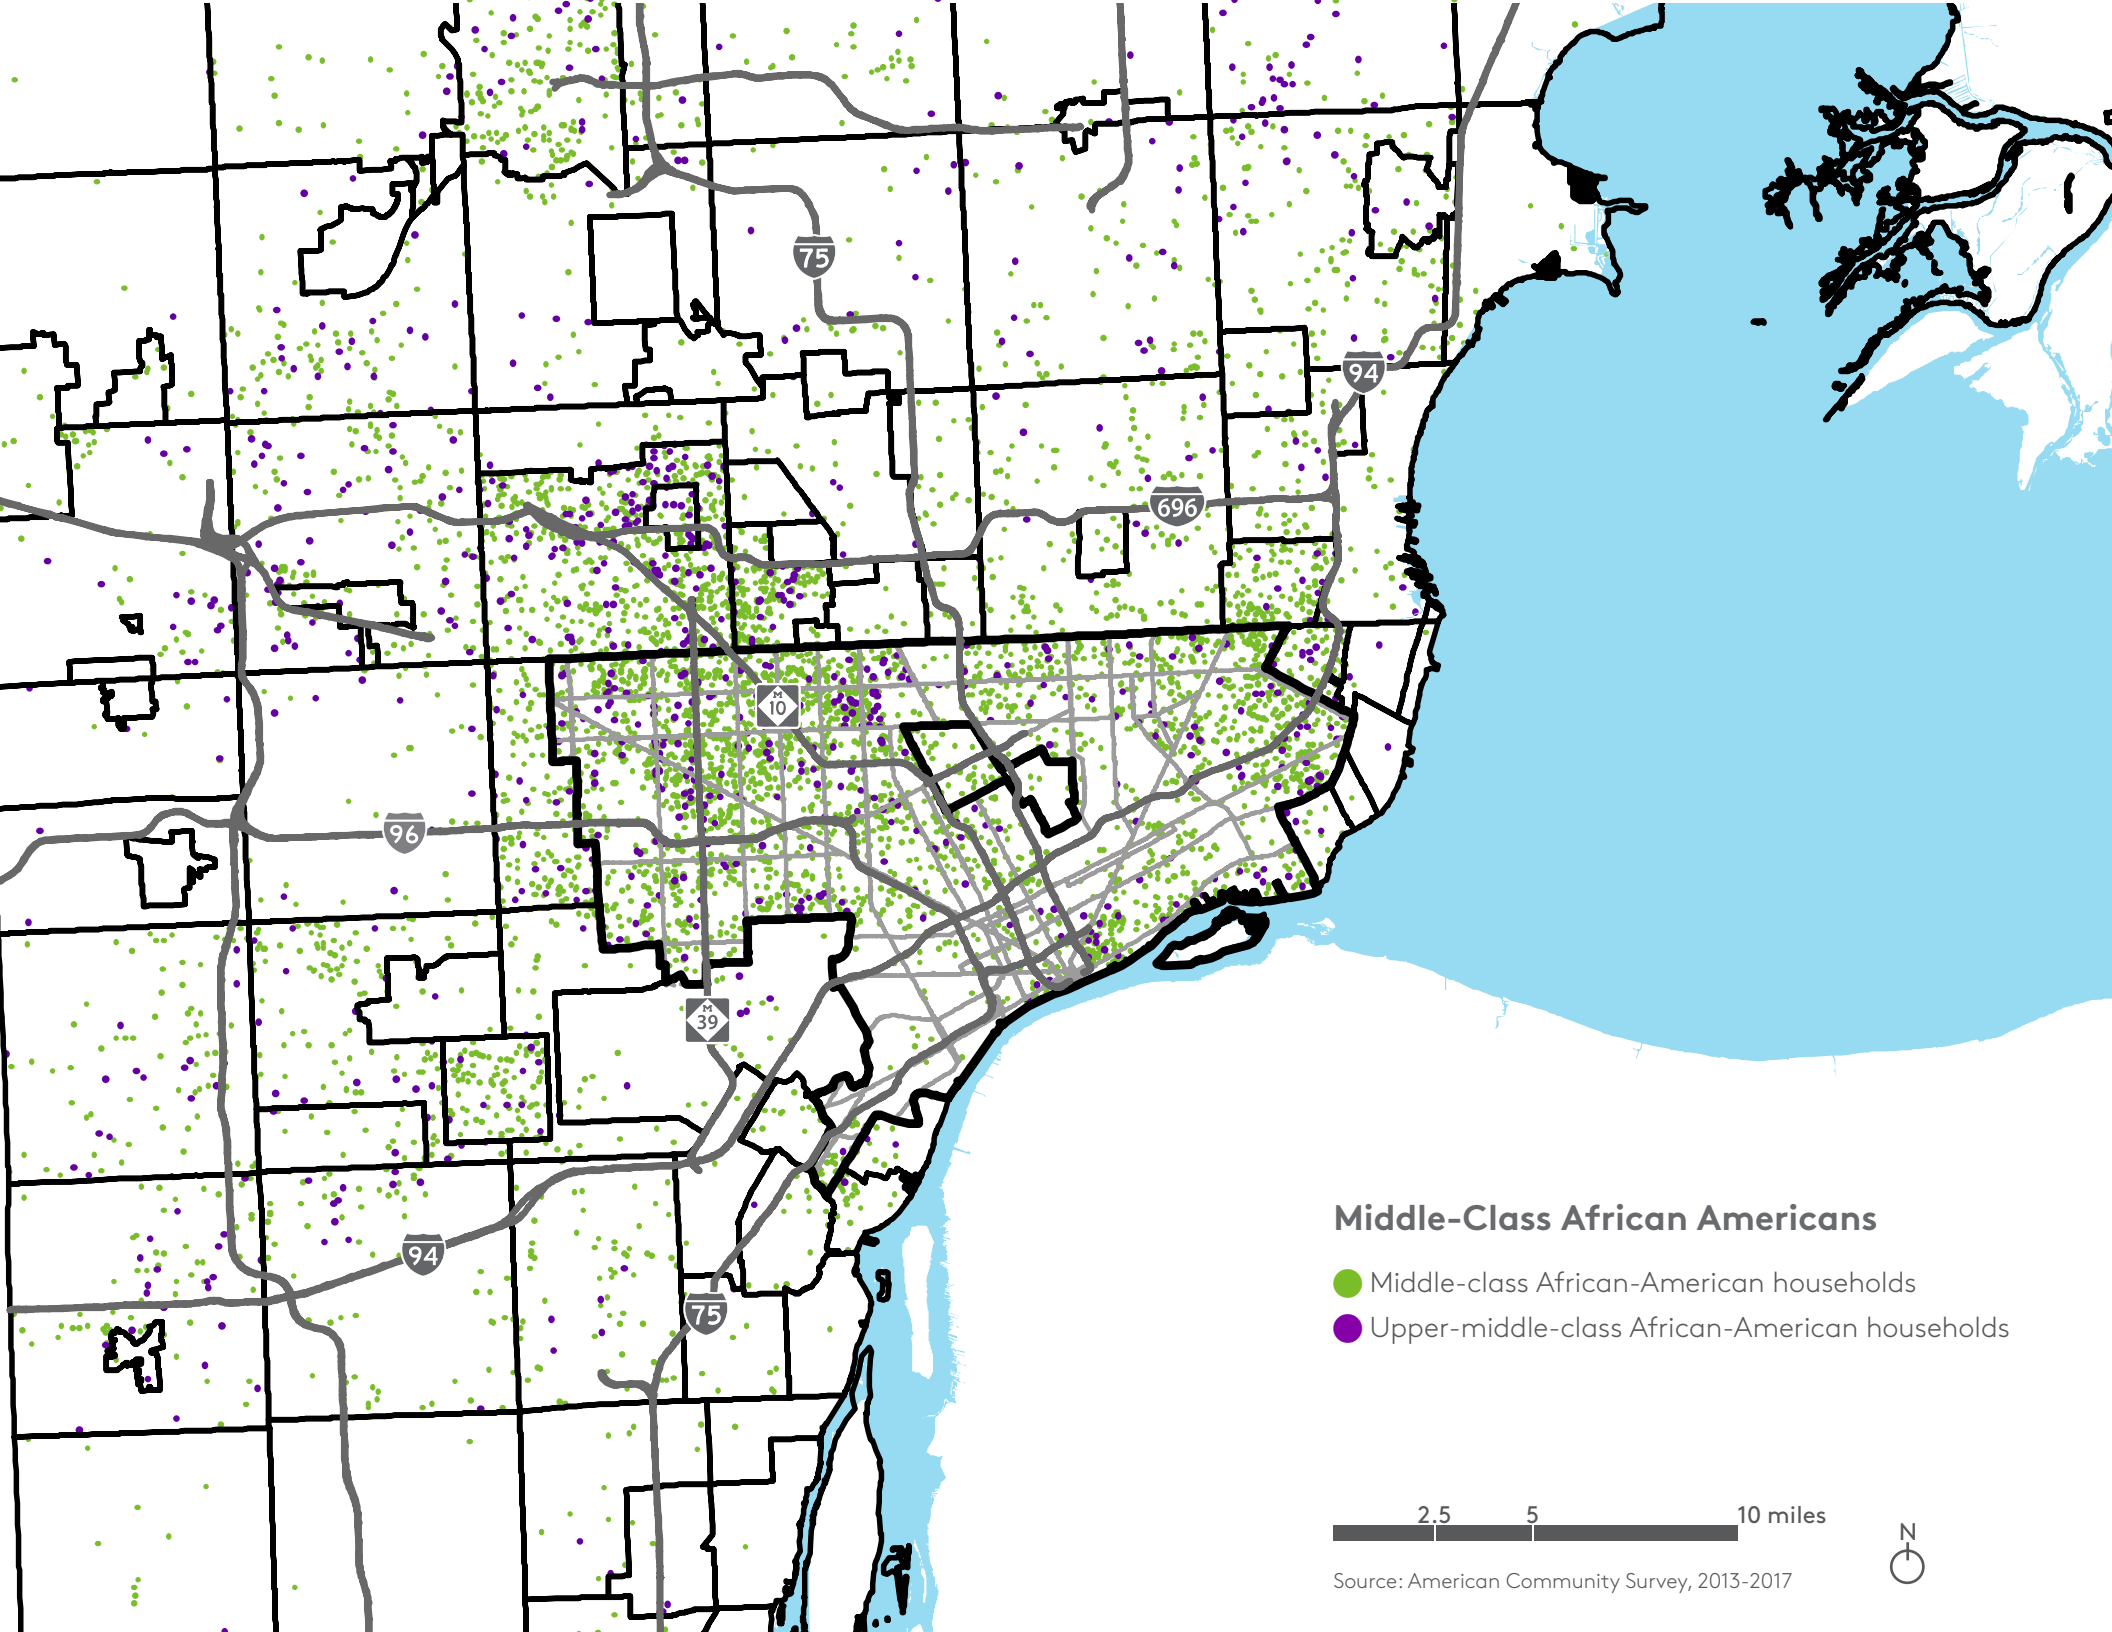 75
94
696
M
10
96
M
39
94
75
Middle-Class African Americans
Middle-class African-American households
Upper-middle-class African-American households
2.5 5 10 miles
N
Source: American Community Survey, 2013-2017